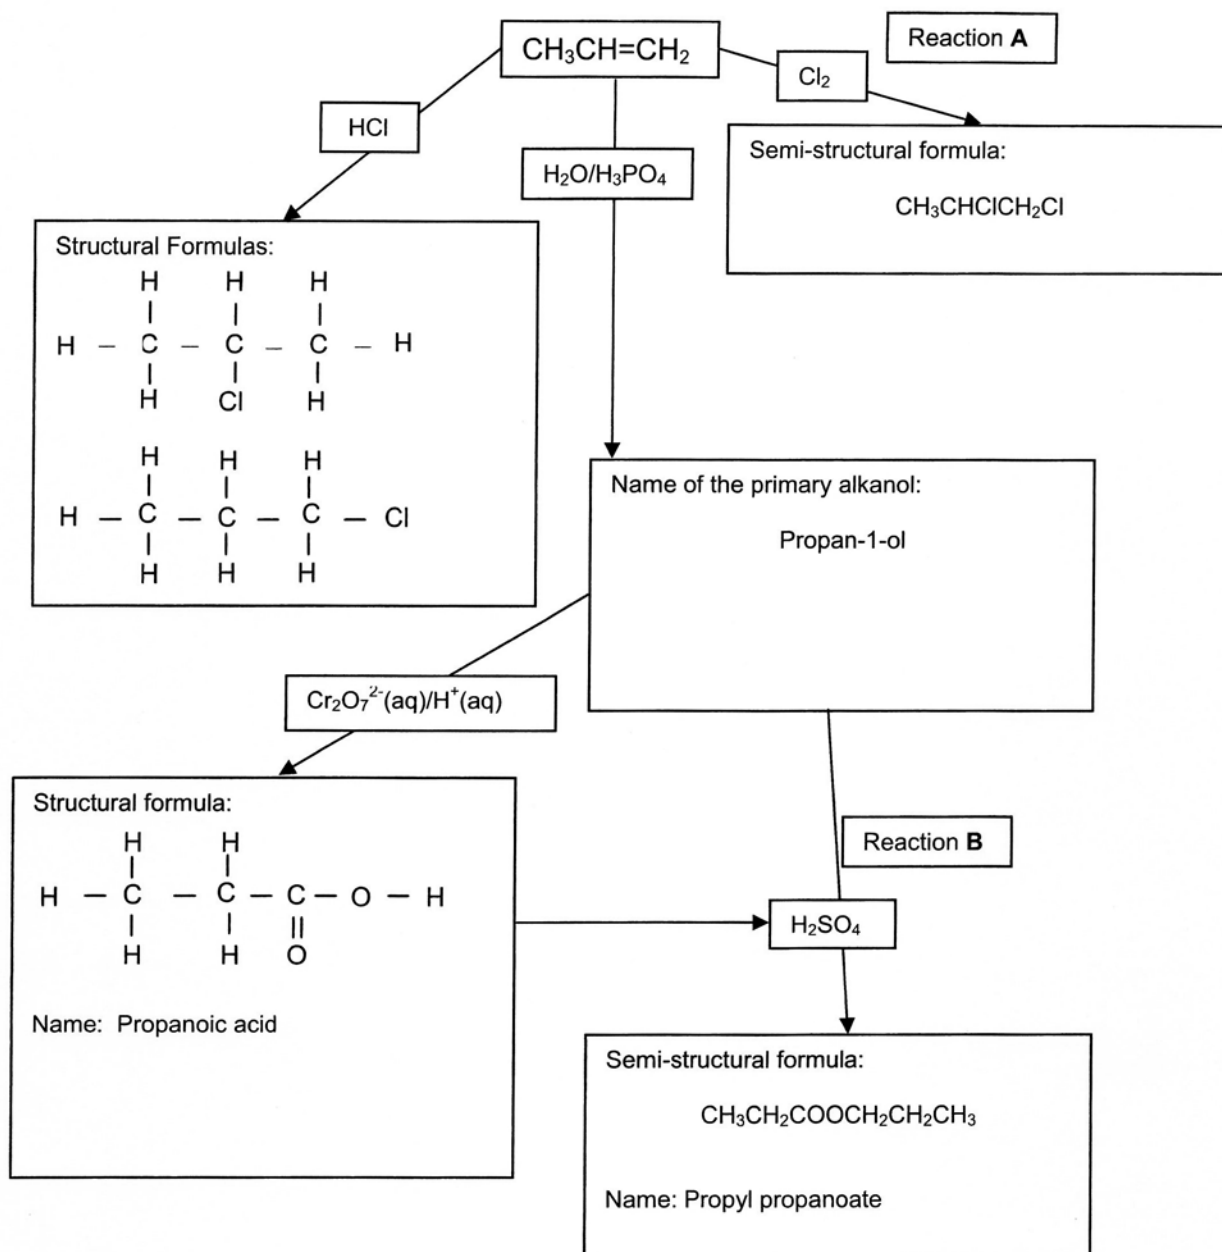 CH₃CH=CH₂
Reaction A
Cl₂
HCl
H₂O/H₃PO₄
Semi-structural formula:
CH₃CHClCH₂Cl
Structural Formulas:
H H H
| | |
H – C – C – C – H
| | |
H Cl H
H H H
| | |
H – C – C – C – Cl
| | |
H H H
Name of the primary alkanol:
Propan-1-ol
Cr₂O₇²⁻(aq)/H⁺(aq)
Structural formula:
H H
| |
H – C – C – C – O – H
| | ||
H H O
Name: Propanoic acid
Reaction B
H₂SO₄
Semi-structural formula:
CH₃CH₂COOCH₂CH₂CH₃
Name: Propyl propanoate